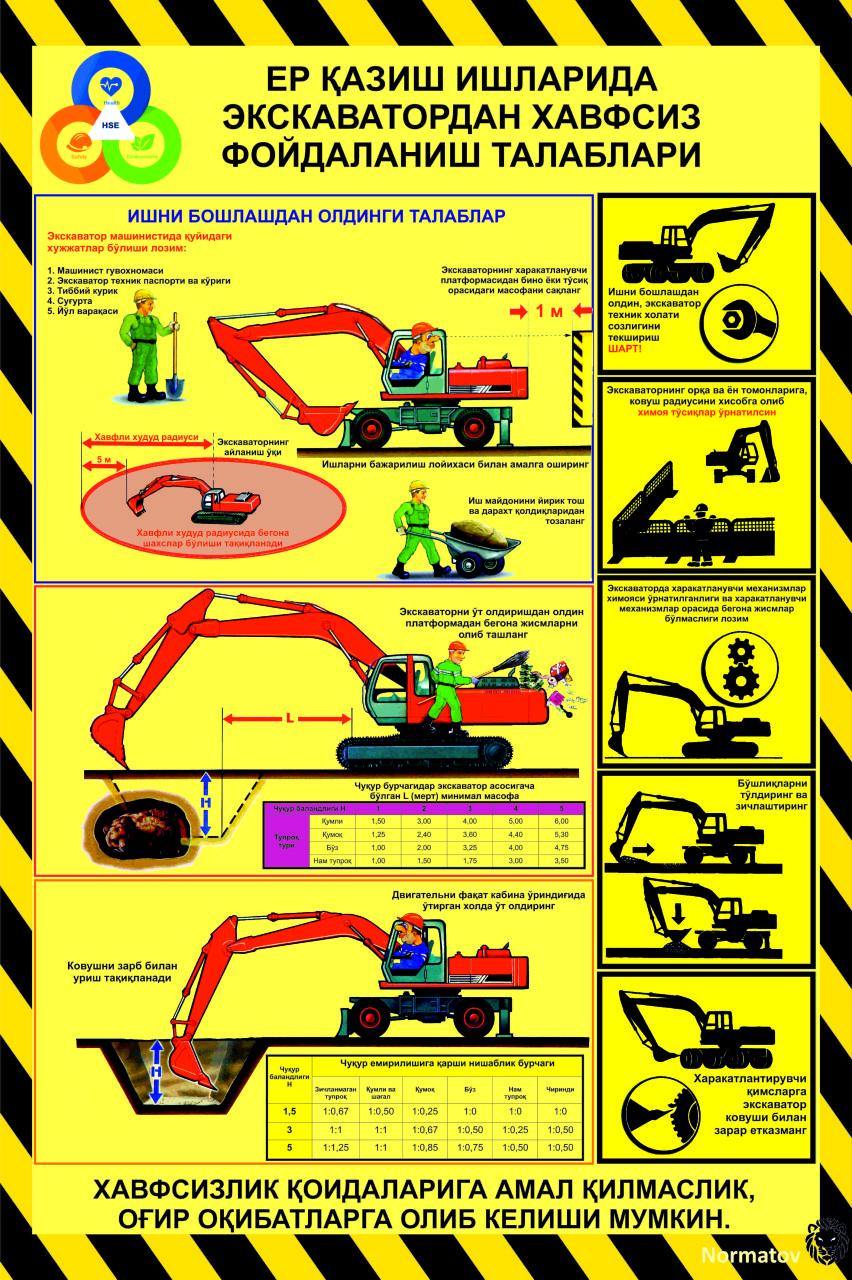 ЕР ҚАЗИШ ИШЛАРИДА
ЭКСКАВАТОРДАН ХАВФСИЗ
ФОЙДАЛАНИШ ТАЛАБЛАРИ
Health
HSE
Safety
Environment
ИШНИ БОШЛАШДАН ОЛДИНГИ ТАЛАБЛАР
Экскаватор машинистида қуйидаги
хужжатлар бўлиши лозим:
1. Машинист гувохномаси
2. Экскаватор техник паспорти ва кўриги
3. Тиббий курик
4. Суғурта
5. Йўл варақаси
Экскаваторнинг харакатланувчи
платформасидан бино ёки тўсиқ
орасидаги масофани сақланг
1 м
Хавфли худуд радиуси
5 м
Экскаваторнинг
айланиш ўқи
Хавфли худуд радиусида бегона
шахслар бўлиши тақиқланади
Ишларни бажарилиш лойихаси билан амалга оширинг
Иш майдонини йирик тош
ва дарахт қолдиқларидан
тозаланг
Экскаваторни ўт олдиришдан олдин
платформадан бегона жисмларни
олиб ташланг
L
H
Чуқур бурчагидар экскаватор асосигача
бўлган L (мерт) минимал масофа
Чуқур баландлиги Н 1 2 3 4 5
Тупроқ
тури
Қумли 1,50 3,00 4,00 5,00 6,00
Қумоқ 1,25 2,40 3,60 4,40 5,30
Бўз 1,00 2,00 3,25 4,00 4,75
Нам тупроқ 1,00 1,50 1,75 3,00 3,50
Двигательни фақат кабина ўриндиғида
ўтирган холда ўт олдиринг
Ковушни зарб билан
уриш тақиқланади
H
Чуқур
баландлиги
Н
Чуқур емирилишига қарши нишаблик бурчаги
Зичланмаган
тупроқ
Қумли ва
шағал
Қумоқ
Бўз
Нам
тупроқ
Чиринди
1,5 1:0,67 1:0,50 1:0,25 1:0 1:0 1:0
3 1:1 1:1 1:0,67 1:0,50 1:0,25 1:0,50
5 1:1,25 1:1 1:0,85 1:0,75 1:0,50 1:0,50
Ишни бошлашдан
олдин, экскаватор
техник холати
созлигини
текшириш
ШАРТ!
Экскаваторнинг орқа ва ён томонларига,
ковуш радиусини хисобга олиб
химоя тўсиқлар ўрнатилсин
Экскаваторда харакатланувчи механизмлар
химояси ўрнатилганлиги ва харакатланувчи
механизмлар орасида бегона жисмлар
бўлмаслиги лозим
Бўшлиқларни
тўлдиринг ва
зичлаштиринг
Харакатлантирувчи
қимсларга
экскаватор
ковуши билан
зарар етказманг
ХАВФСИЗЛИК ҚОИДАЛАРИГА АМАЛ ҚИЛМАСЛИК,
ОҒИР ОҚИБАТЛАРГА ОЛИБ КЕЛИШИ МУМКИН.
Normatov